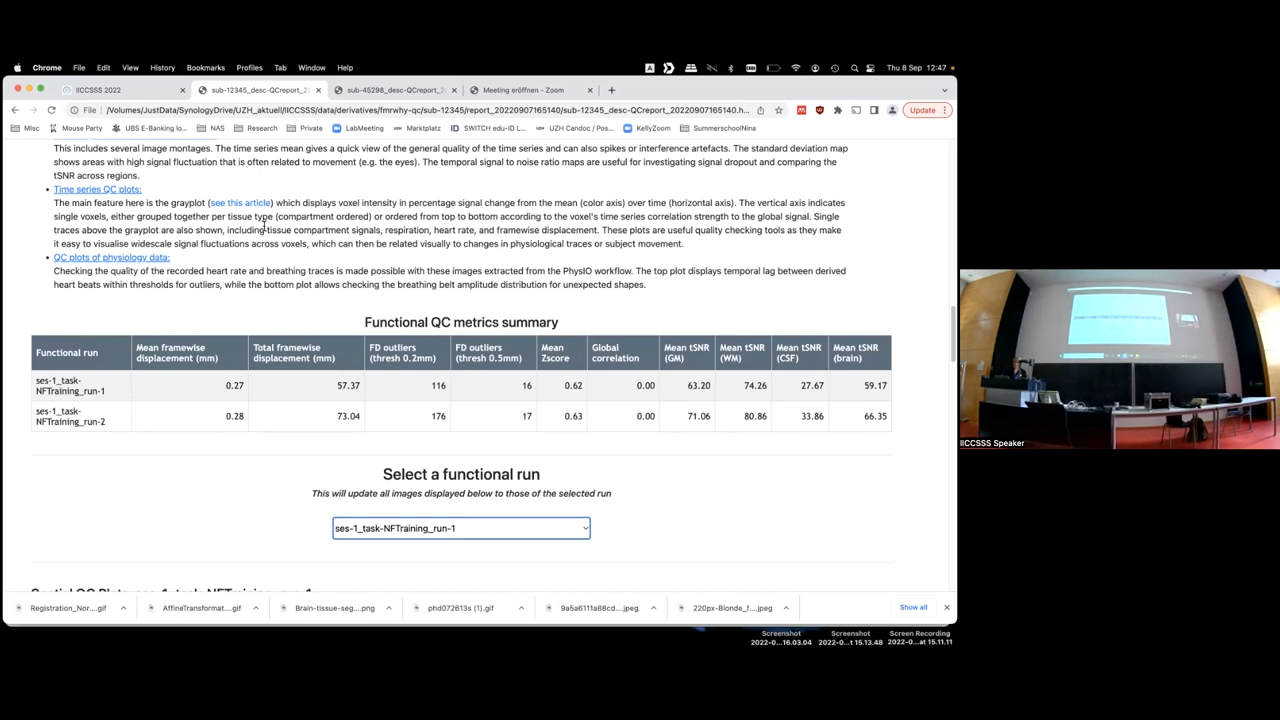 Chrome File Edit View History Bookmarks Profiles Tab Window Help Thu 8 Sep 12:47
IICCSSS 2022 sub-12345_desc-QCreport_2 sub-45298_desc-QCreport_2 Meeting eröffnen - Zoom
File /Volumes/JustData/SynologyDrive/UZH_aktuell/IICCSSS/data/derivatives/fmrwhy-qc/sub-12345/report_20220907165140/sub-12345_desc-QCreport_20220907165140.h... Update
Misc Mouse Party UBS E-Banking lo... NAS Research Private LabMeeting Marktplatz SWITCH edu-ID L... UZH Candoc / Pos... KellyZoom SummerschoolNina
This includes several image montages. The time series mean gives a quick view of the general quality of the time series and can also spikes or interference artefacts. The standard deviation map
shows areas with high signal fluctuation that is often related to movement (e.g. the eyes). The temporal signal to noise ratio maps are useful for investigating signal dropout and comparing the
tSNR across regions.
• Time series QC plots:
The main feature here is the grayplot (see this article) which displays voxel intensity in percentage signal change from the mean (color axis) over time (horizontal axis). The vertical axis indicates
single voxels, either grouped together per tissue type (compartment ordered) or ordered from top to bottom according to the voxel's time series correlation strength to the global signal. Single
traces above the grayplot are also shown, including tissue compartment signals, respiration, heart rate, and framewise displacement. These plots are useful quality checking tools as they make
it easy to visualise widescale signal fluctuations across voxels, which can then be related visually to changes in physiological traces or subject movement.
• QC plots of physiology data:
Checking the quality of the recorded heart rate and breathing traces is made possible with these images extracted from the PhysIO workflow. The top plot displays temporal lag between derived
heart beats within thresholds for outliers, while the bottom plot allows checking the breathing belt amplitude distribution for unexpected shapes.
Functional QC metrics summary
Functional run Mean framewise displacement (mm) Total framewise displacement (mm) FD outliers (thresh 0.2mm) FD outliers (thresh 0.5mm) Mean Zscore Global correlation Mean tSNR (GM) Mean tSNR (WM) Mean tSNR (CSF) Mean tSNR (brain)
ses-1_task-NFTraining_run-1 0.27 57.37 116 16 0.62 0.00 63.20 74.26 27.67 59.17
ses-1_task-NFTraining_run-2 0.28 73.04 176 17 0.63 0.00 71.06 80.86 33.86 66.35
Select a functional run
This will update all images displayed below to those of the selected run
ses-1_task-NFTraining_run-1
IICCSSS Speaker
Registration_Nor....gif AffineTransformat....gif Brain-tissue-seg....png phd072613s (1).gif 9a5a6111a88cd....jpeg 220px-Blonde_f....jpeg Show all
Screenshot Screenshot Screen Recording
2022-0...16.03.04 2022-0...t 15.13.48 2022-0...at 15.11.11